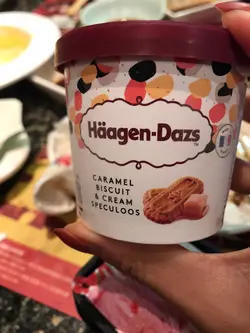 Häagen-Dazs
CARAMEL
BISCUIT
& CREAM
SPECULOOS